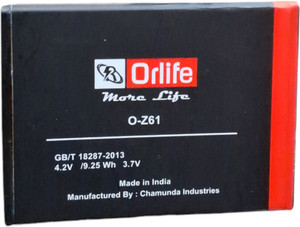 Orlife
More Life
O-Z61
GB/T 18287-2013
4.2V /9.25 Wh 3.7V
Made in India
Manufactured By : Chamunda Industries